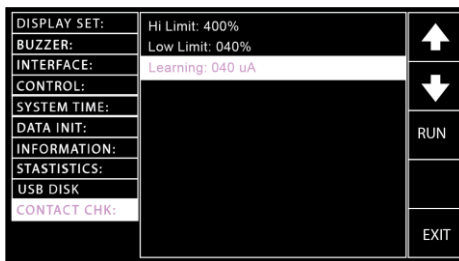 DISPLAY SET:
BUZZER:
INTERFACE:
CONTROL:
SYSTEM TIME:
DATA INIT:
INFORMATION:
STASTISTICS:
USB DISK
CONTACT CHK:
Hi Limit: 400%
Low Limit: 040%
Learning: 040 uA
RUN
EXIT